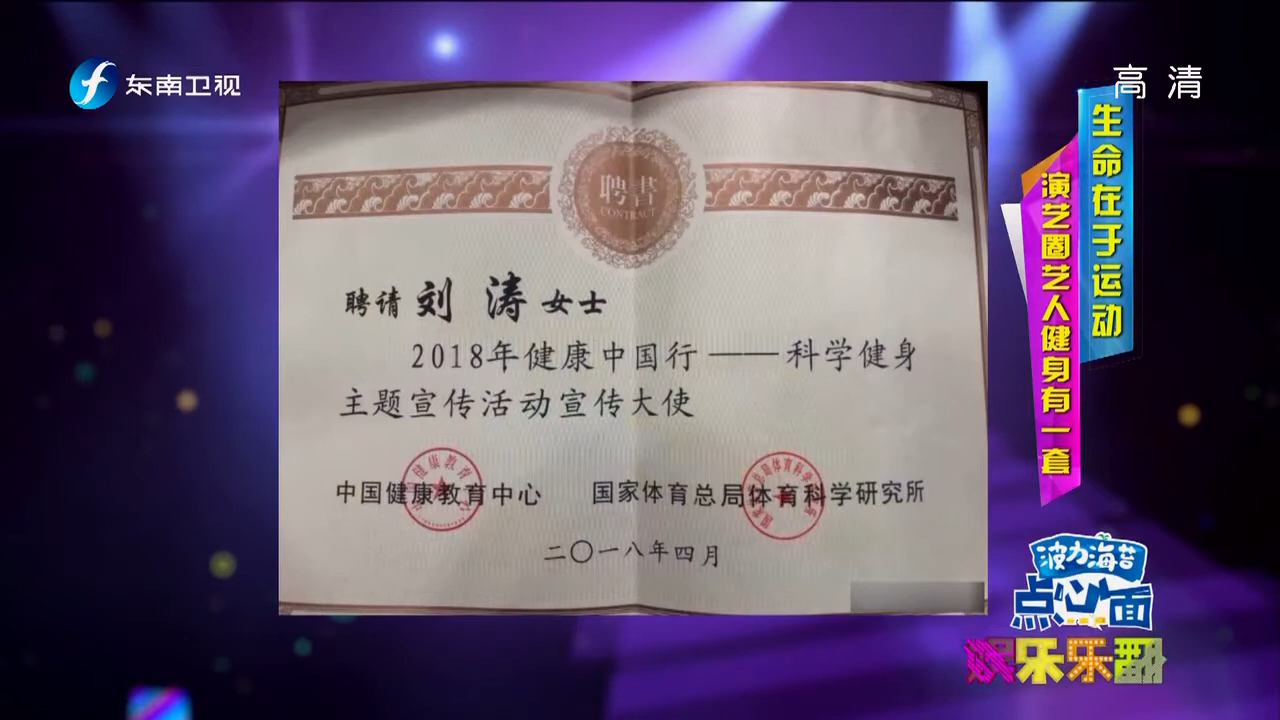 东南卫视
高 清
生命在于运动
演艺圈艺人健身有一套
聘書
CONTRACT
聘请 刘 涛 女士
2018年健康中国行——科学健身
主题宣传活动宣传大使
中国健康教育中心 国家体育总局体育科学研究所
二〇一八年四月
波力海苔
点心面
娱乐乐翻